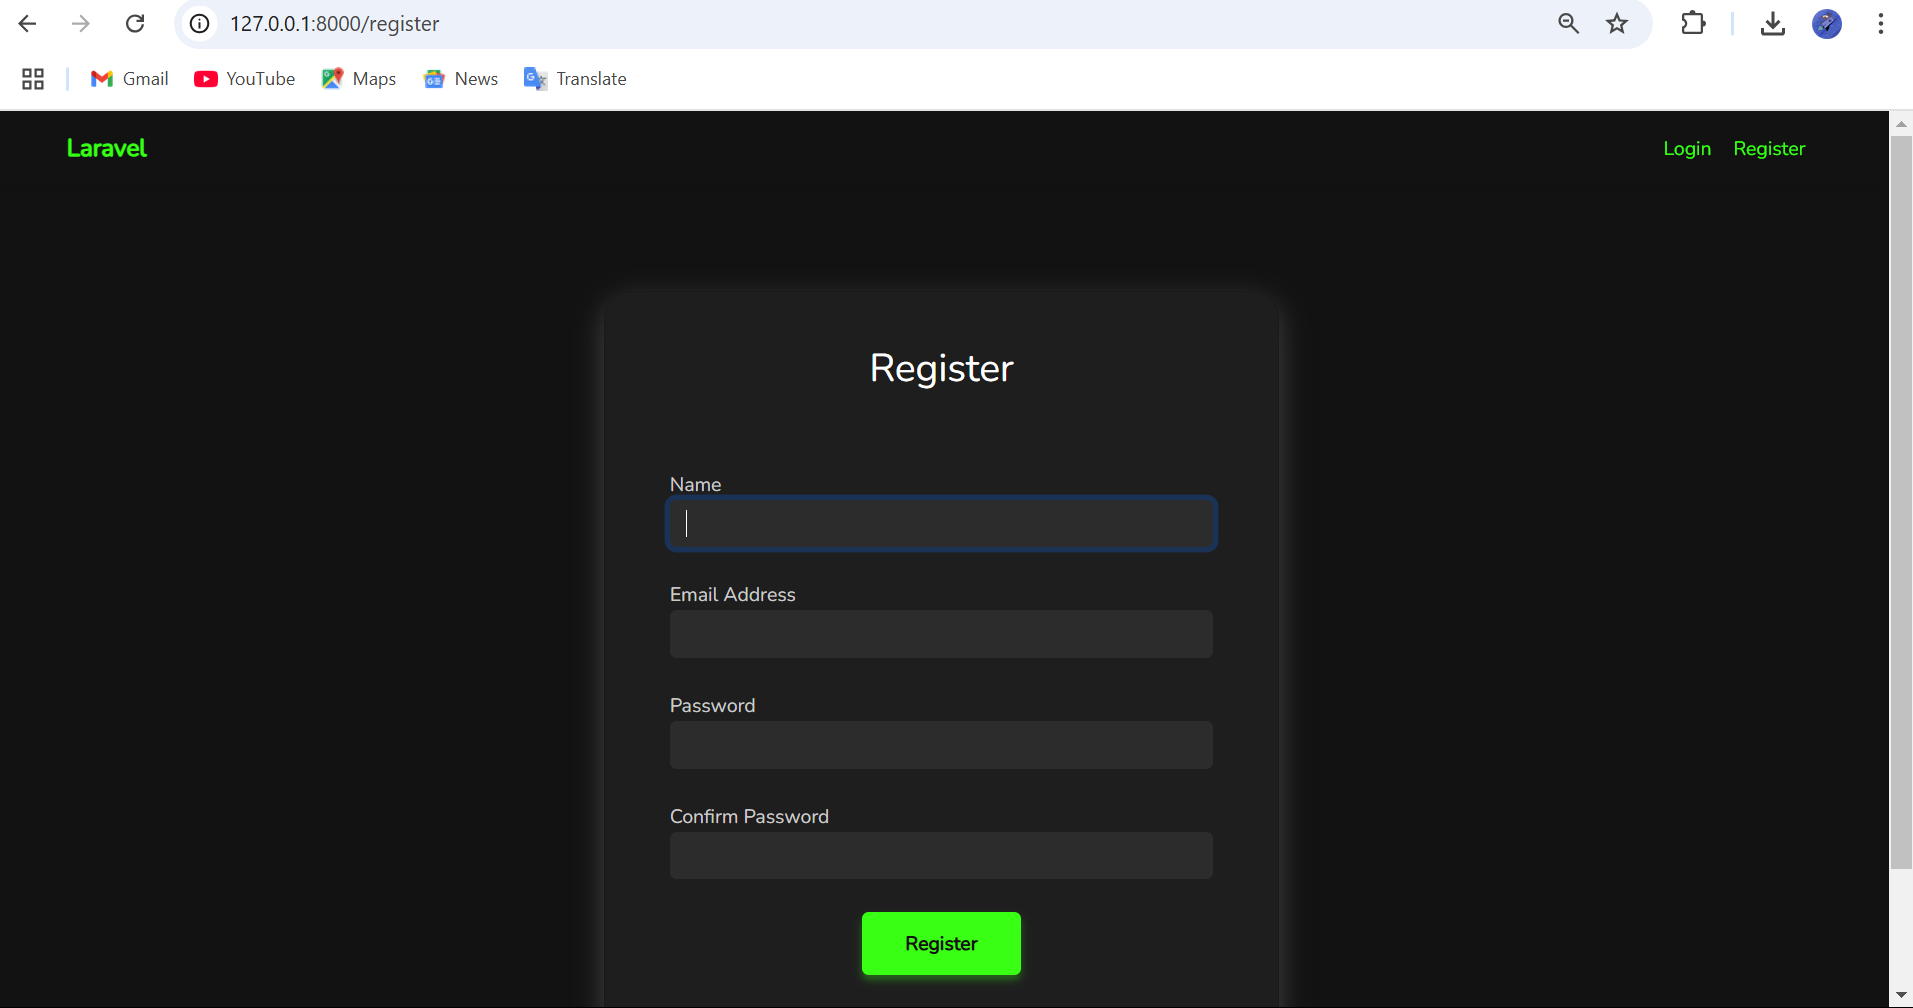 127.0.0.1:8000/register
Gmail YouTube Maps News Translate
Laravel Login Register
Register
Name
Email Address
Password
Confirm Password
Register